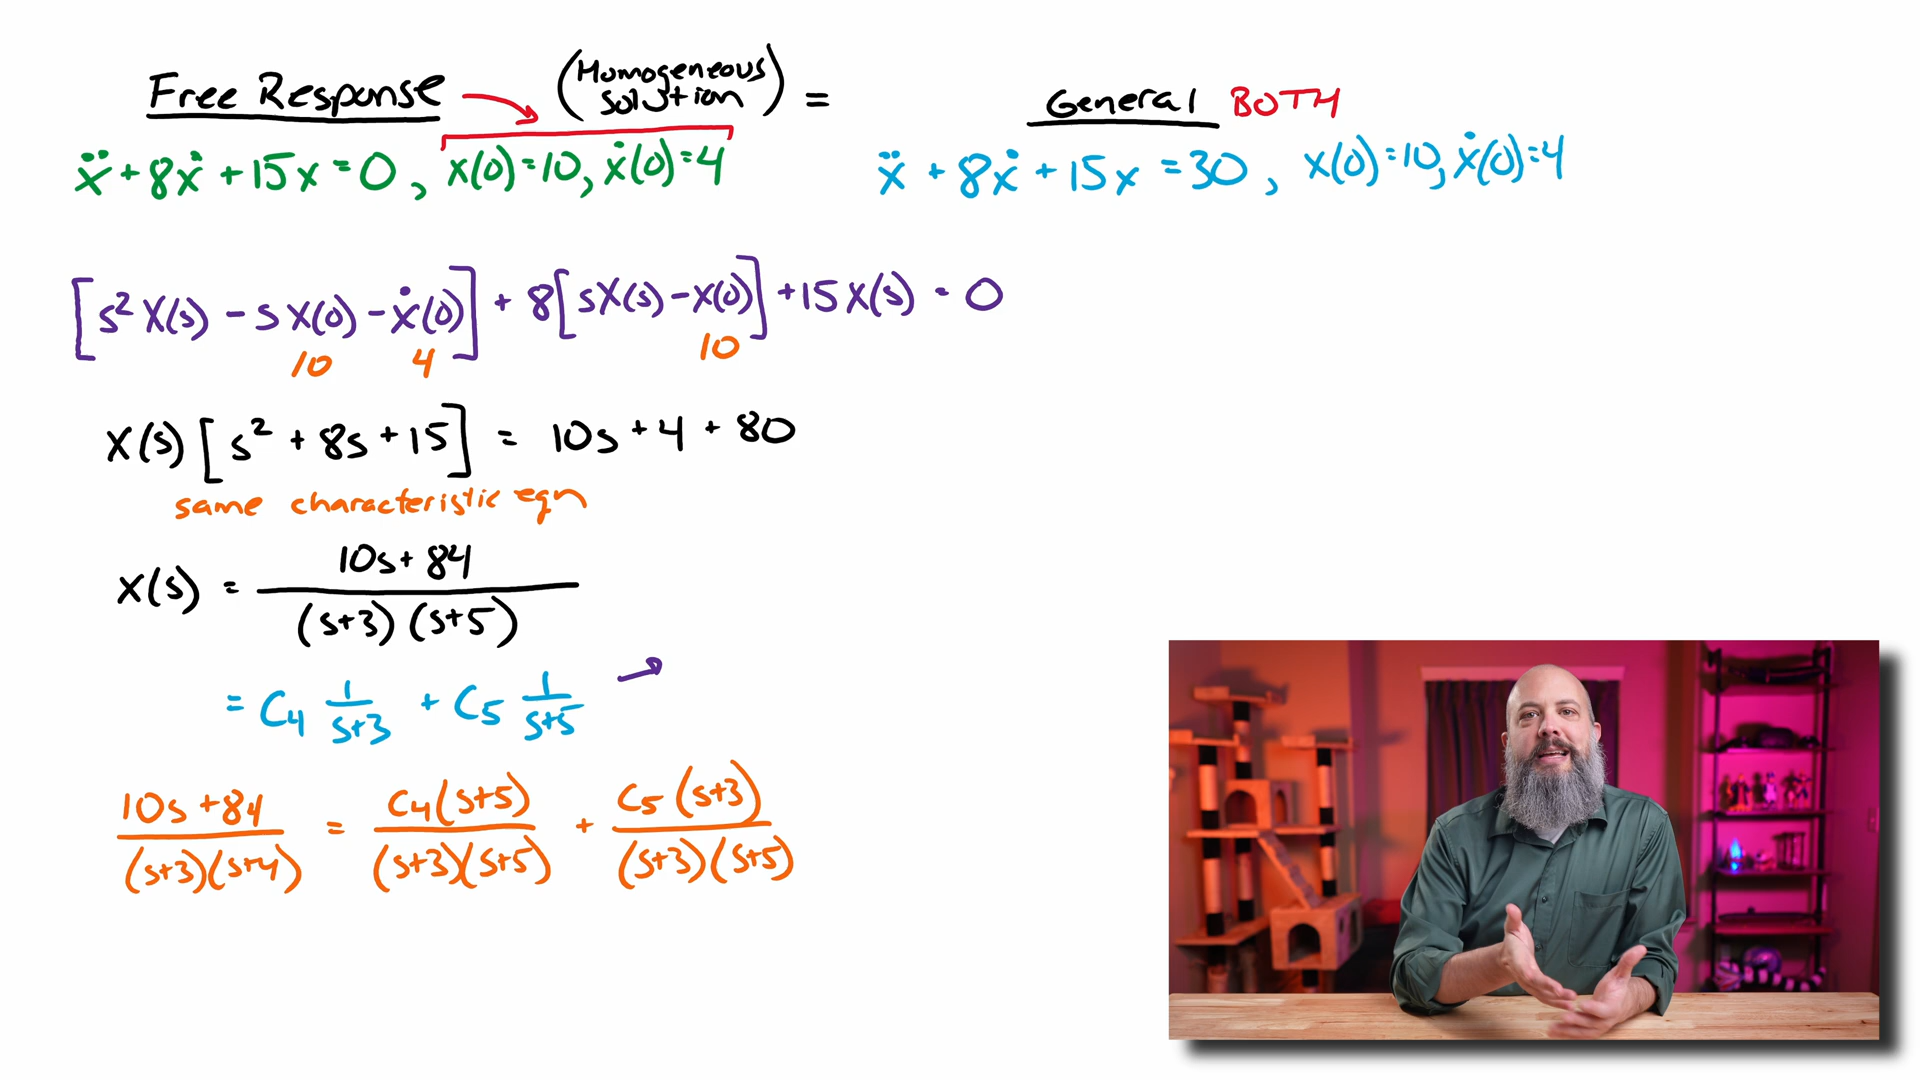 Free Response → (Homogeneous solution) =
ẍ + 8ẋ + 15x = 0, x(0)=10, ẋ(0)=4
[s²X(s) - sX(0) - ẋ(0)] + 8[sX(s) - x(0)] + 15X(s) = 0
10 4 10
X(s)[s² + 8s + 15] = 10s + 4 + 80
same characteristic eqn
X(s) = (10s + 84) / ((s+3)(s+5))
= C₄ 1/(s+3) + C₅ 1/(s+5) →
(10s + 84)/((s+3)(s+4)) = C₄(s+5)/((s+3)(s+5)) + C₅(s+3)/((s+3)(s+5))
General BOTH
ẍ + 8ẋ + 15x = 30, x(0)=10, ẋ(0)=4